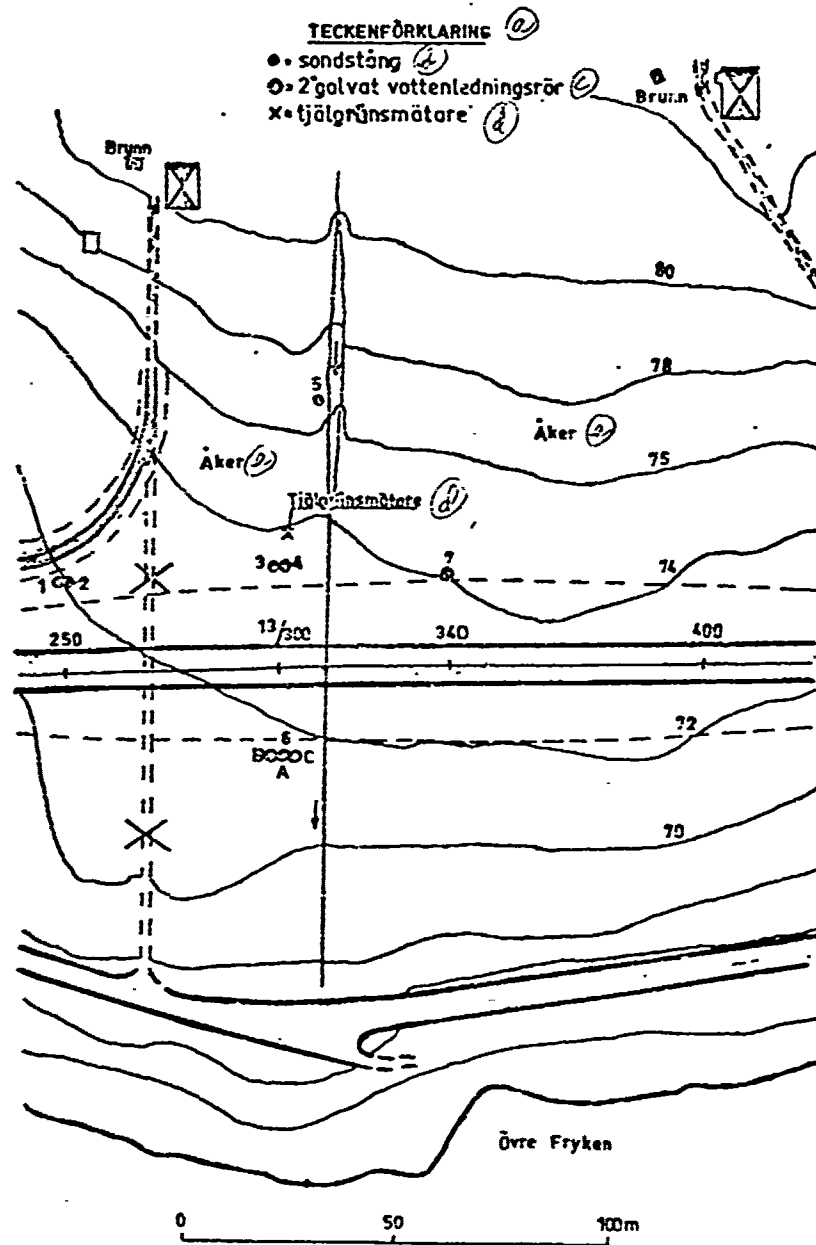 TECKENFÖRKLARING a
●= sondstång
○= 2"galvat vattenledningsrör c
×= tjälgränsmätare d
Brunn
Brunn
80
78
5
Åker
75
Åker
Tjälgränsmätare d
3 4
7
74
1 2
250
13/300
340
400
6
72
B C
A
70
Övre Fryken
0 50 100m